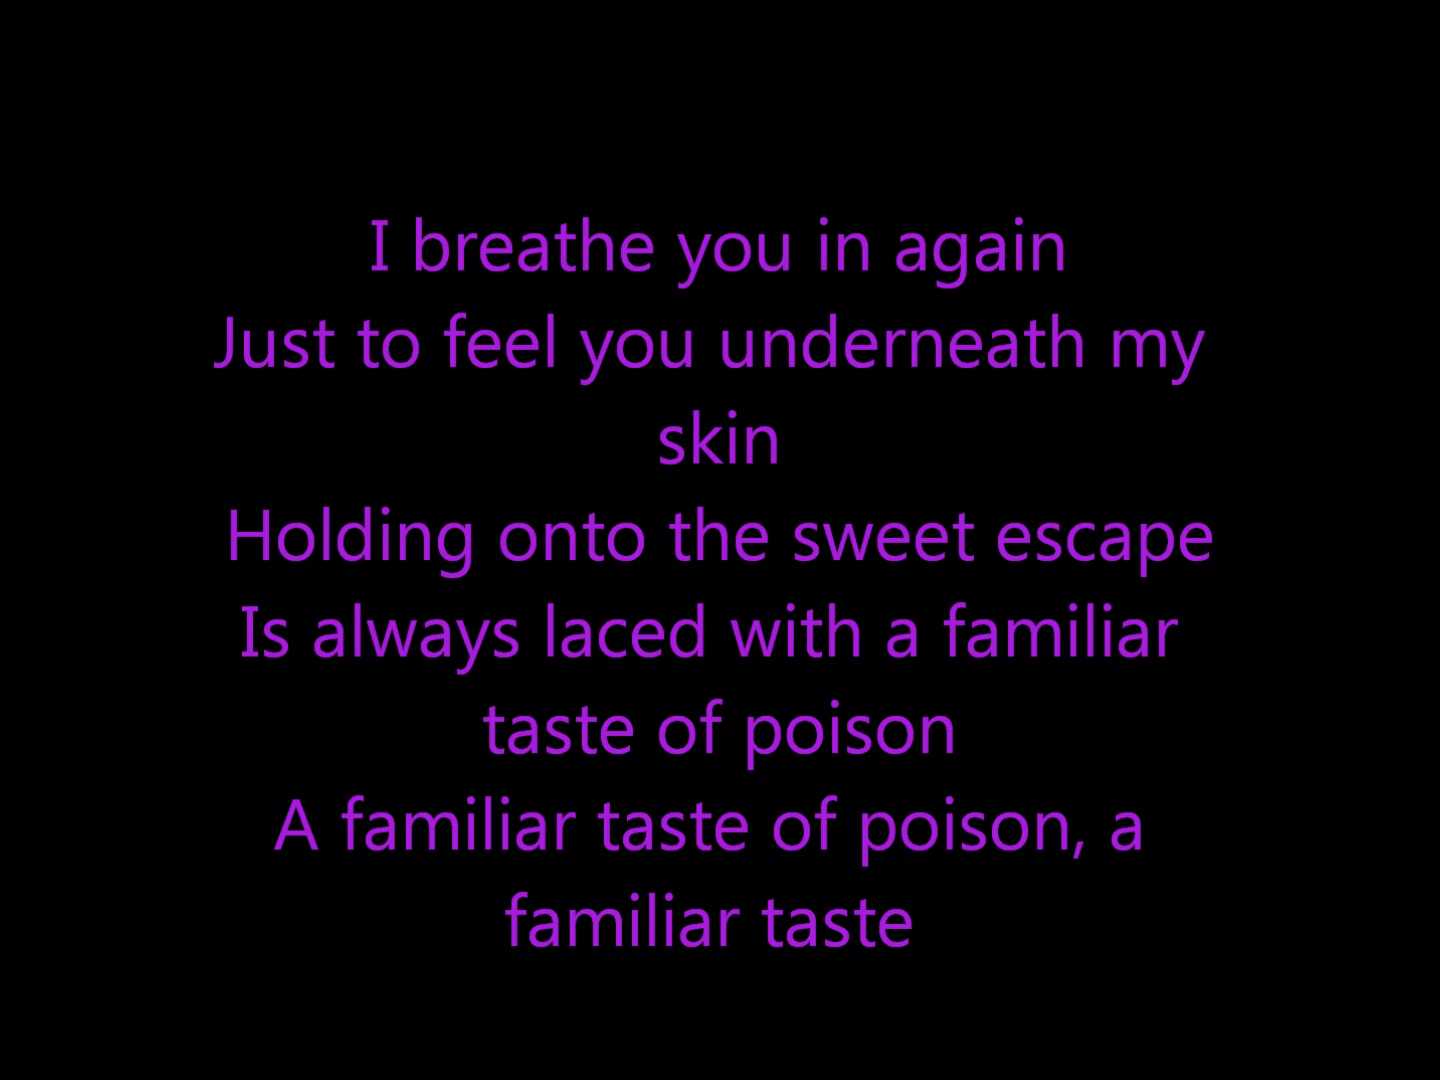 I breathe you in again
Just to feel you underneath my
skin
Holding onto the sweet escape
Is always laced with a familiar
taste of poison
A familiar taste of poison, a
familiar taste